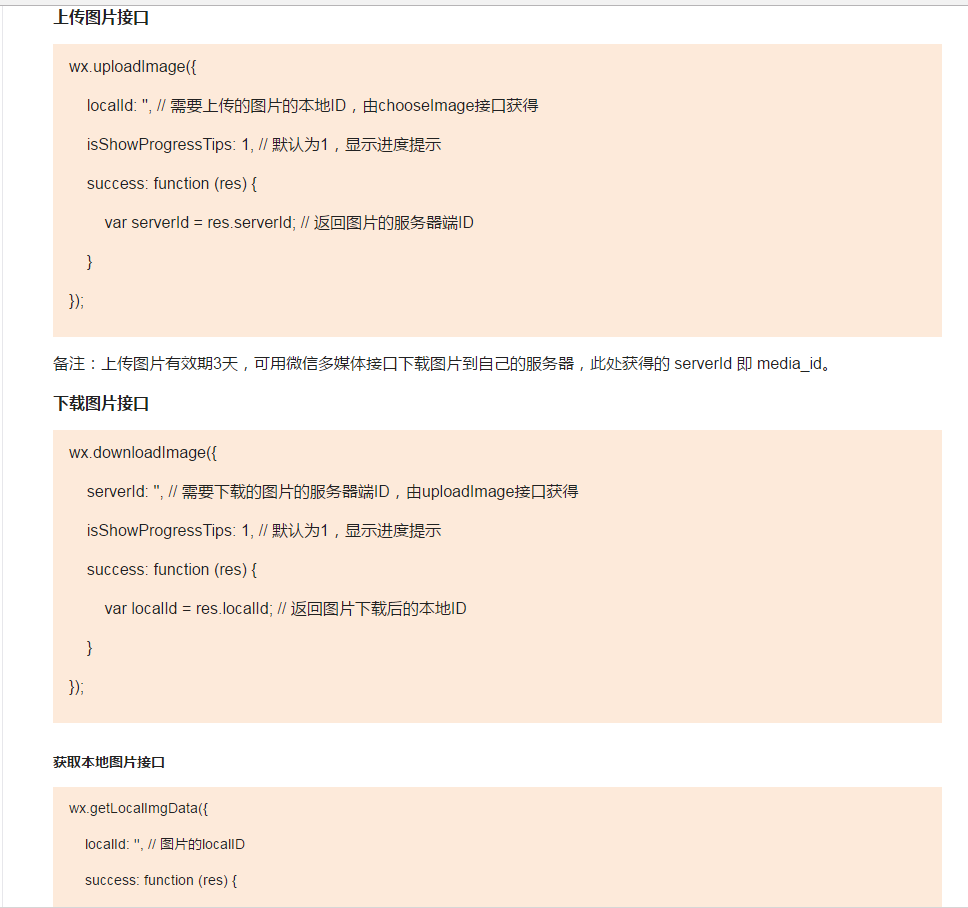 上传图片接口
wx.uploadImage({
localId: '', // 需要上传的图片的本地ID，由chooseImage接口获得
isShowProgressTips: 1, // 默认为1，显示进度提示
success: function (res) {
var serverId = res.serverId; // 返回图片的服务器端ID
}
});
备注：上传图片有效期3天，可用微信多媒体接口下载图片到自己的服务器，此处获得的 serverId 即 media_id。
下载图片接口
wx.downloadImage({
serverId: '', // 需要下载的图片的服务器端ID，由uploadImage接口获得
isShowProgressTips: 1, // 默认为1，显示进度提示
success: function (res) {
var localId = res.localId; // 返回图片下载后的本地ID
}
});
获取本地图片接口
wx.getLocalImgData({
localId: '', // 图片的localID
success: function (res) {